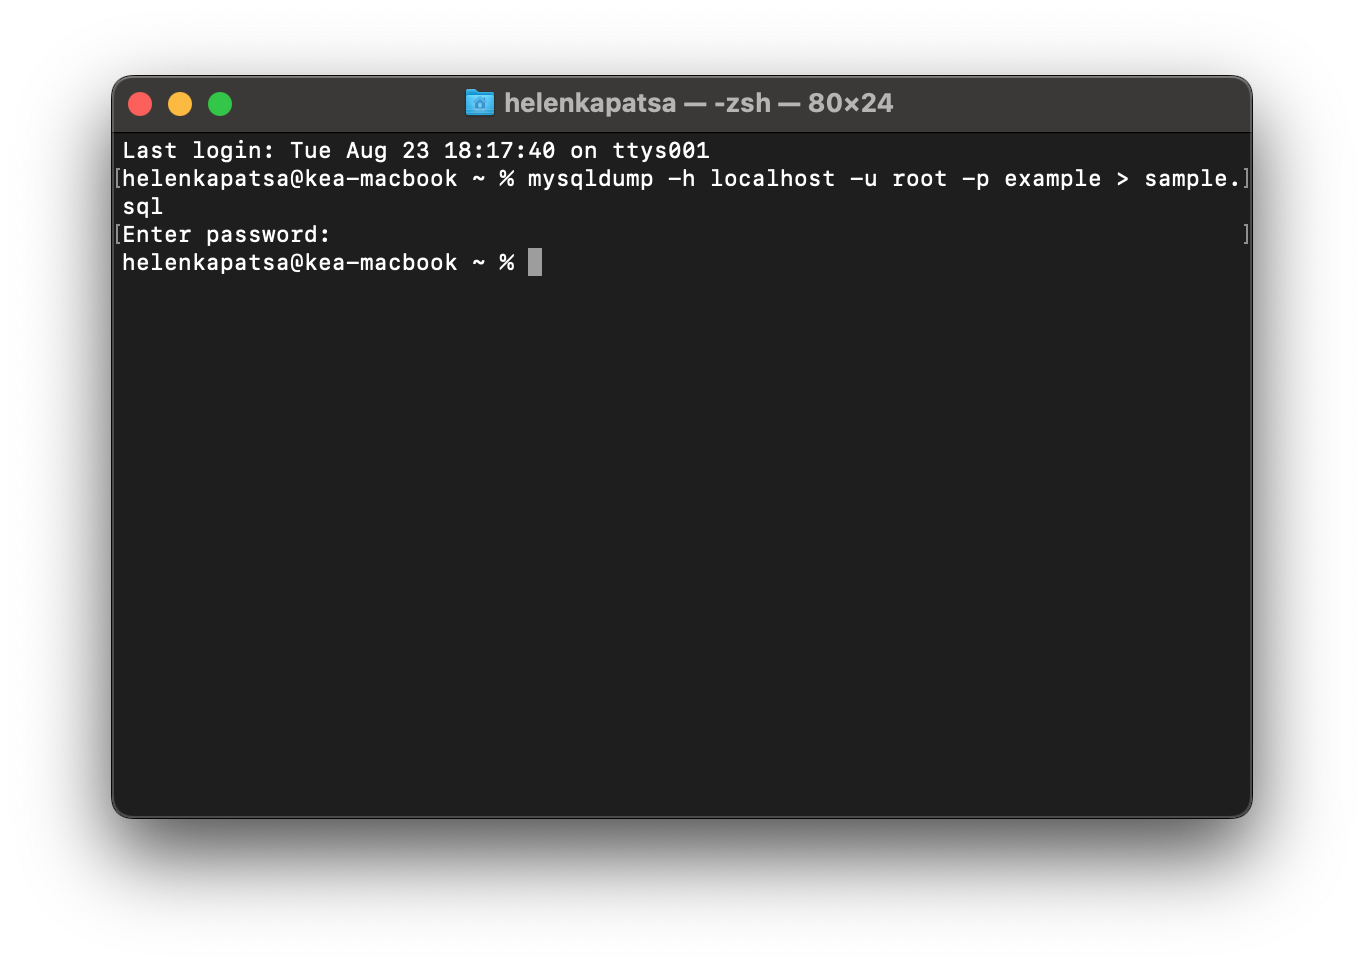 helenkapatsa — -zsh — 80×24
Last login: Tue Aug 23 18:17:40 on ttys001
[helenkapatsa@kea-macbook ~ % mysqldump -h localhost -u root -p example > sample.]
sql
[Enter password: ]
helenkapatsa@kea-macbook ~ %